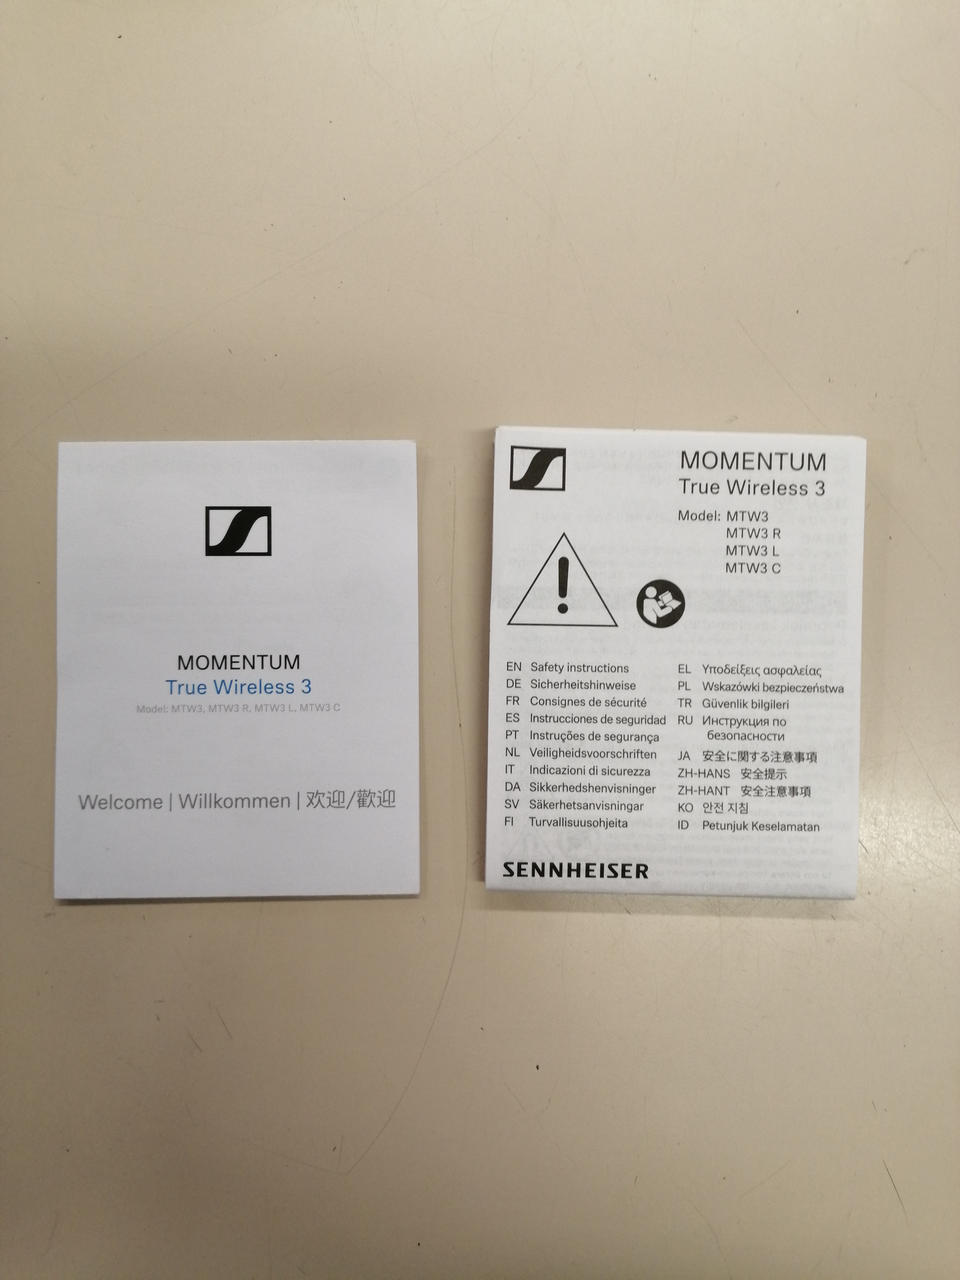 MOMENTUM
True Wireless 3
Model: MTW3, MTW3 R, MTW3 L, MTW3 C
Welcome | Willkommen | 欢迎/歡迎
MOMENTUM
True Wireless 3
Model: MTW3
MTW3 R
MTW3 L
MTW3 C
EN Safety instructions
DE Sicherheitshinweise
FR Consignes de sécurité
ES Instrucciones de seguridad
PT Instruções de segurança
NL Veiligheidsvoorschriften
IT Indicazioni di sicurezza
DA Sikkerhedshenvisninger
SV Säkerhetsanvisningar
FI Turvallisuusohjeita
EL Υποδείξεις ασφαλείας
PL Wskazówki bezpieczeństwa
TR Güvenlik bilgileri
RU Инструкция по
безопасности
JA 安全に関する注意事項
ZH-HANS 安全提示
ZH-HANT 安全注意事項
KO 안전 지침
ID Petunjuk Keselamatan
SENNHEISER